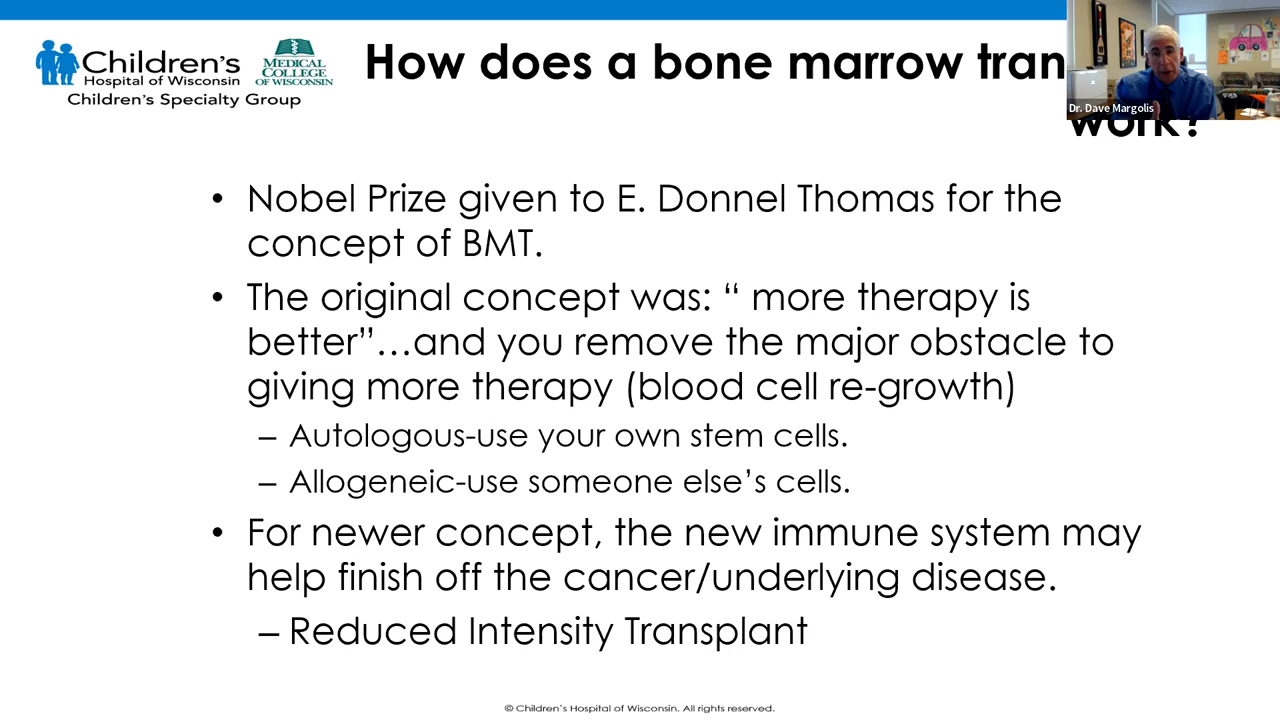 Children's
Hospital of Wisconsin
Children's Specialty Group
MEDICAL
COLLEGE
OF WISCONSIN
How does a bone marrow
work?
Dr. Dave Margolis
• Nobel Prize given to E. Donnel Thomas for the
concept of BMT.
• The original concept was: “ more therapy is
better”…and you remove the major obstacle to
giving more therapy (blood cell re-growth)
– Autologous-use your own stem cells.
– Allogeneic-use someone else’s cells.
• For newer concept, the new immune system may
help finish off the cancer/underlying disease.
– Reduced Intensity Transplant
© Children’s Hospital of Wisconsin. All rights reserved.